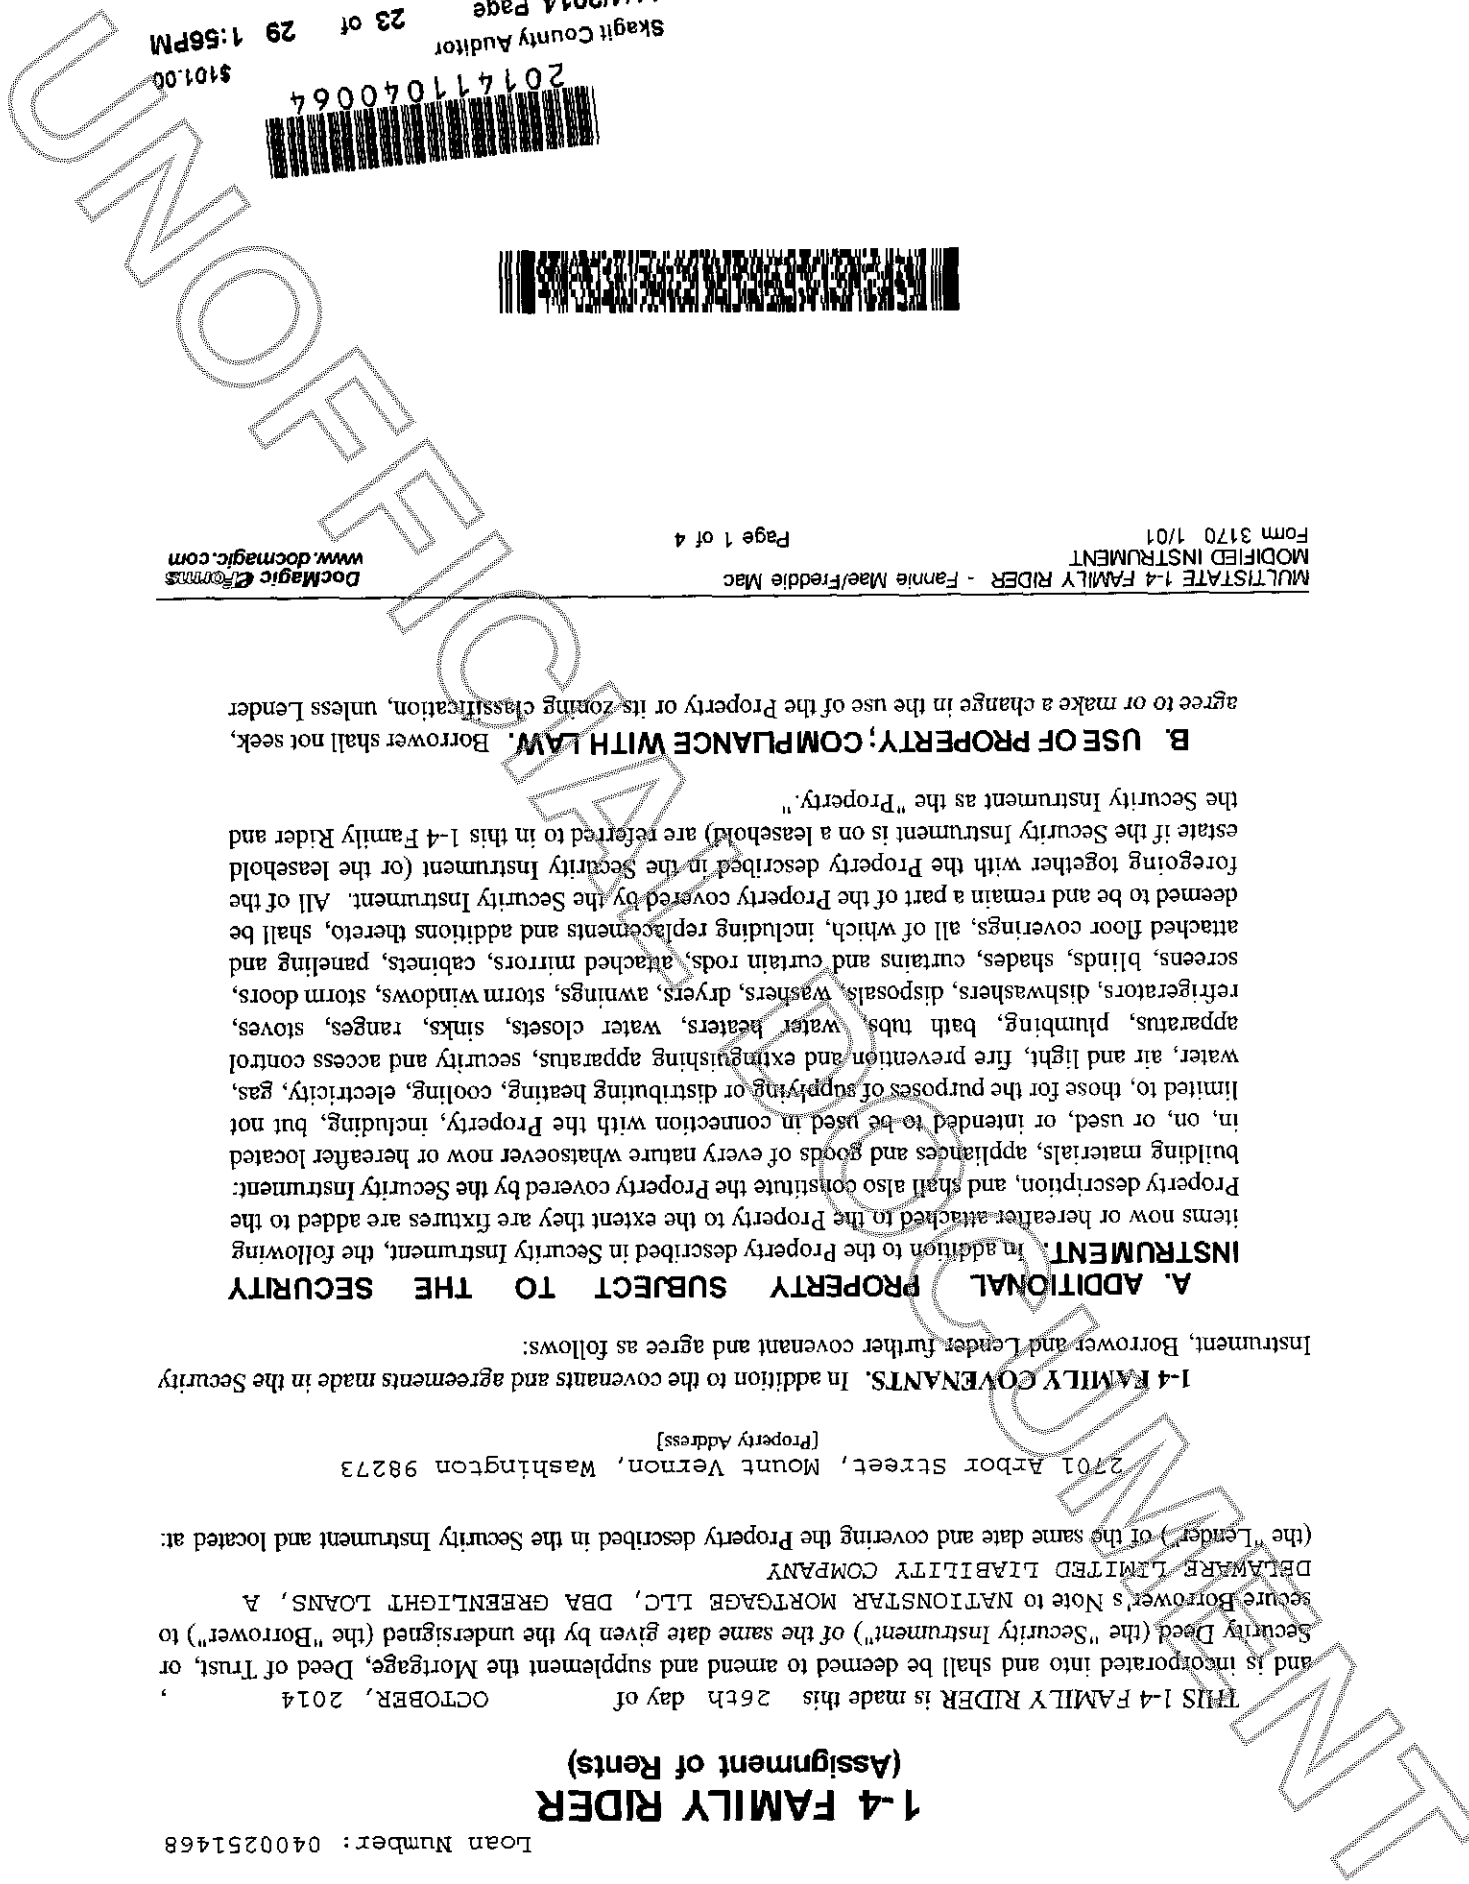 Loan Number: 0400251468
1-4 FAMILY RIDER
(Assignment of Rents)
THIS 1-4 FAMILY RIDER is made this 26th day of OCTOBER, 2014 ,
and is incorporated into and shall be deemed to amend and supplement the Mortgage, Deed of Trust, or
Security Deed (the "Security Instrument") of the same date given by the undersigned (the "Borrower") to
secure Borrower's Note to NATIONSTAR MORTGAGE LLC, DBA GREENLIGHT LOANS, A
DELAWARE LIMITED LIABILITY COMPANY
(the "Lender") of the same date and covering the Property described in the Security Instrument and located at:
2701 Arbor Street, Mount Vernon, Washington 98273
[Property Address]
1-4 FAMILY COVENANTS. In addition to the covenants and agreements made in the Security
Instrument, Borrower and Lender further covenant and agree as follows:
A. ADDITIONAL PROPERTY SUBJECT TO THE SECURITY
INSTRUMENT. In addition to the Property described in Security Instrument, the following
items now or hereafter attached to the Property to the extent they are fixtures are added to the
Property description, and shall also constitute the Property covered by the Security Instrument:
building materials, appliances and goods of every nature whatsoever now or hereafter located
in, on, or used, or intended to be used in connection with the Property, including, but not
limited to, those for the purposes of supplying or distributing heating, cooling, electricity, gas,
water, air and light, fire prevention and extinguishing apparatus, security and access control
apparatus, plumbing, bath tubs, water heaters, water closets, sinks, ranges, stoves,
refrigerators, dishwashers, disposals, washers, dryers, awnings, storm windows, storm doors,
screens, blinds, shades, curtains and curtain rods, attached mirrors, cabinets, paneling and
attached floor coverings, all of which, including replacements and additions thereto, shall be
deemed to be and remain a part of the Property covered by the Security Instrument. All of the
foregoing together with the Property described in the Security Instrument (or the leasehold
estate if the Security Instrument is on a leasehold) are referred to in this 1-4 Family Rider and
the Security Instrument as the "Property."
B. USE OF PROPERTY; COMPLIANCE WITH LAW. Borrower shall not seek,
agree to or make a change in the use of the Property or its zoning classification, unless Lender
MULTISTATE 1-4 FAMILY RIDER - Fannie Mae/Freddie Mac
MODIFIED INSTRUMENT
Form 3170 1/01
Page 1 of 4
DocMagic eForms
www.docmagic.com
201411040064
Skagit County Auditor
$101.00
Page 23 of 29 1:56PM
UNOFFICIAL DOCUMENT